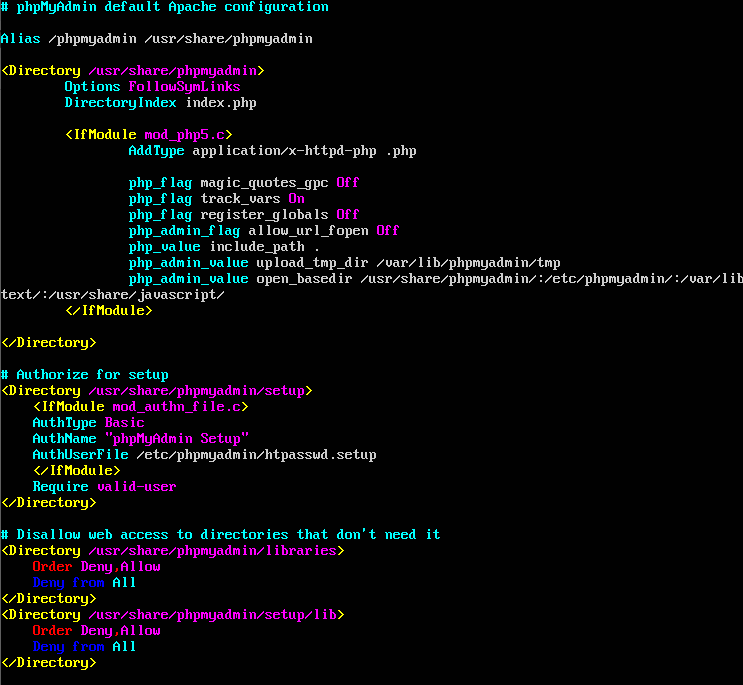 # phpMyAdmin default Apache configuration
Alias /phpmyadmin /usr/share/phpmyadmin
<Directory /usr/share/phpmyadmin>
Options FollowSymLinks
DirectoryIndex index.php
<IfModule mod_php5.c>
AddType application/x-httpd-php .php
php_flag magic_quotes_gpc Off
php_flag track_vars On
php_flag register_globals Off
php_admin_flag allow_url_fopen Off
php_value include_path .
php_admin_value upload_tmp_dir /var/lib/phpmyadmin/tmp
php_admin_value open_basedir /usr/share/phpmyadmin/:/etc/phpmyadmin/:/var/lib
text/:/usr/share/javascript/
</IfModule>
</Directory>
# Authorize for setup
<Directory /usr/share/phpmyadmin/setup>
<IfModule mod_authn_file.c>
AuthType Basic
AuthName "phpMyAdmin Setup"
AuthUserFile /etc/phpmyadmin/htpasswd.setup
</IfModule>
Require valid-user
</Directory>
# Disallow web access to directories that don't need it
<Directory /usr/share/phpmyadmin/libraries>
Order Deny,Allow
Deny from All
</Directory>
<Directory /usr/share/phpmyadmin/setup/lib>
Order Deny,Allow
Deny from All
</Directory>